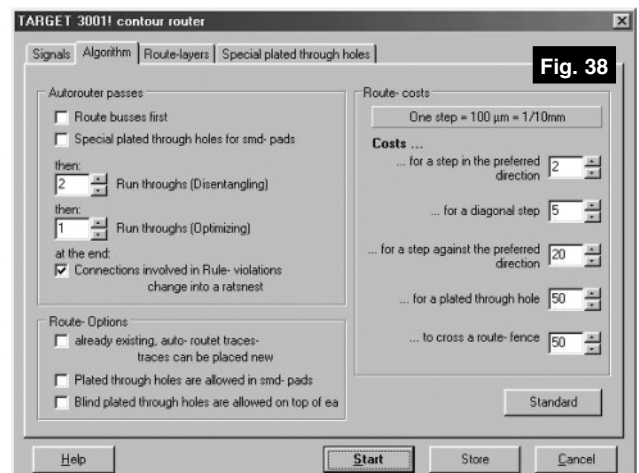 TARGET 3001! contour router
Signals
Algorithm
Route-layers
Special plated through holes
Fig. 38
Autorouter passes
Route busses first
Special plated through holes for smd- pads
then:
2
Run throughs (Disentangling)
then:
1
Run throughs (Optimizing)
at the end:
Connections involved in Rule- violations
change into a ratsnest
Route- Options
already existing, auto- routet traces-
traces can be placed new
Plated through holes are allowed in smd- pads
Blind plated through holes are allowed on top of ea
Route- costs
One step = 100 µm = 1/10mm
Costs ...
... for a step in the preferred
direction
2
... for a diagonal step
5
... for a step against the preferred
direction
20
... for a plated through hole
50
... to cross a route- fence
50
Standard
Help
Start
Store
Cancel